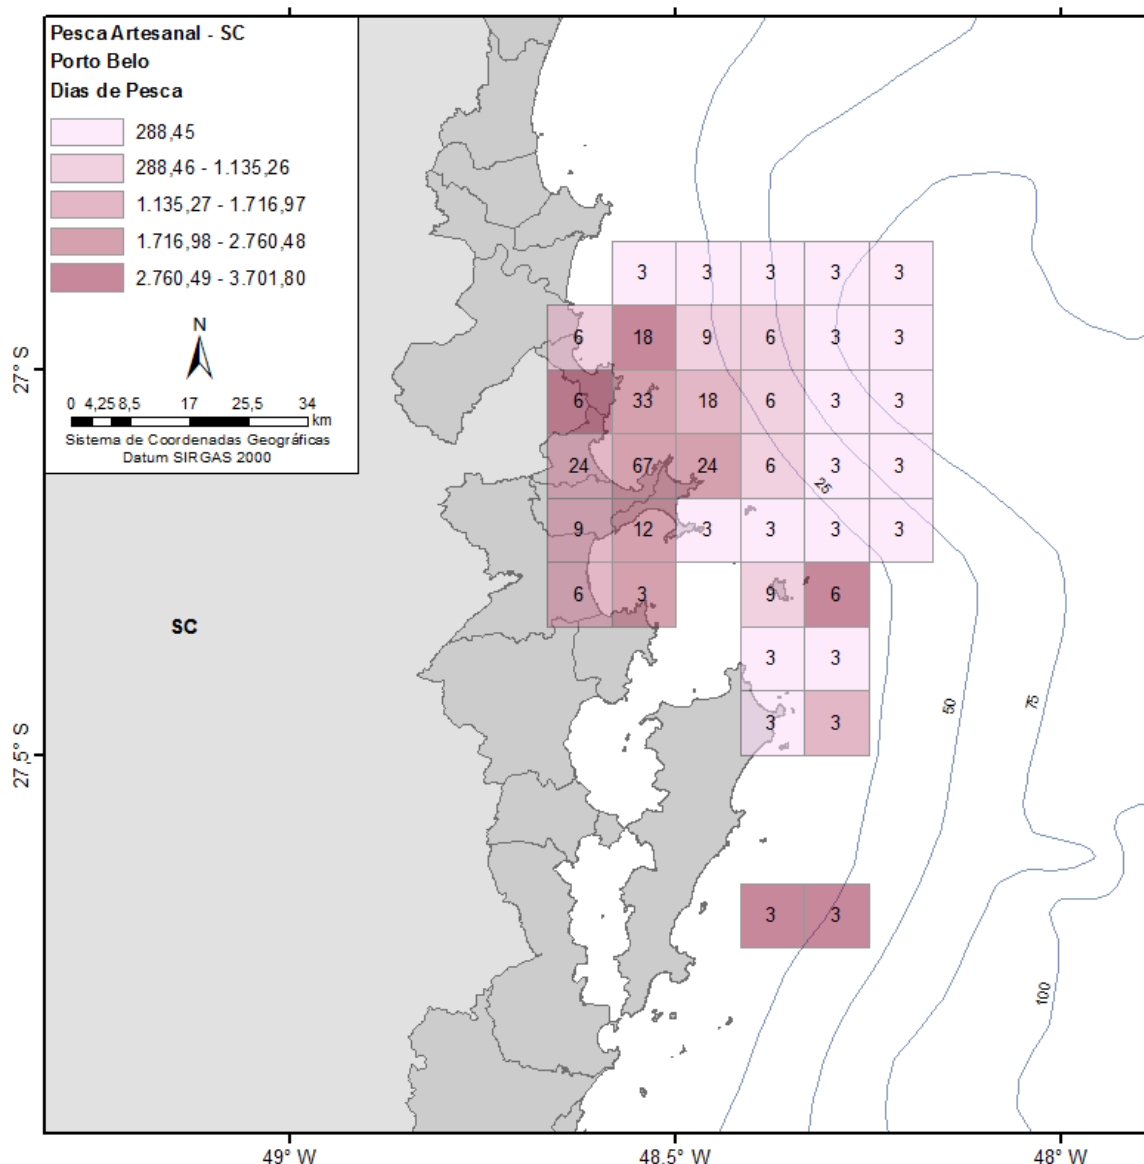 Pesca Artesanal - SC
Porto Belo
Dias de Pesca
288,45
288,46 - 1.135,26
1.135,27 - 1.716,97
1.716,98 - 2.760,48
2.760,49 - 3.701,80
N
0 4,25 8,5 17 25,5 34
km
Sistema de Coordenadas Geográficas
Datum SIRGAS 2000
3 3 3 3 3
6 18 9 6 3 3
27° S
6 33 18 6 3 3
24 67 24 6 3 3
25
9 12 3 3 3 3
6 3 9 6
SC
3 3
50
75
3 3
27,5° S
3 3
100
49° W
48,5° W
48° W